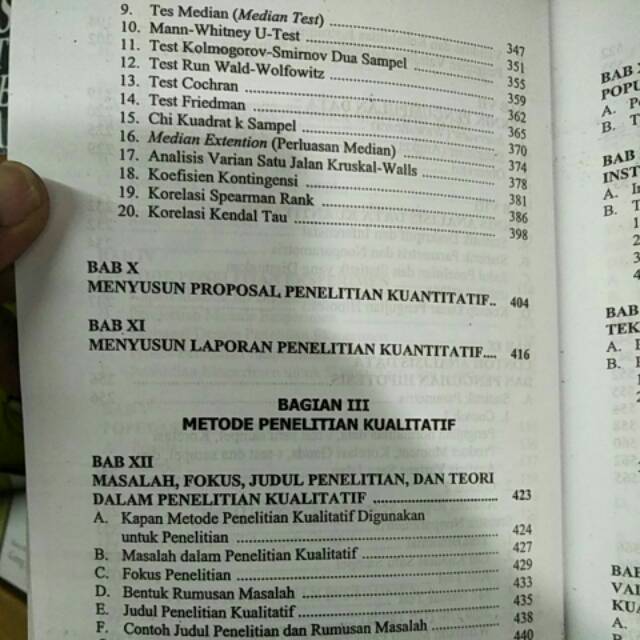 9. Tes Median (Median Test) ........ 347
10. Mann-Whitney U-Test ........ 351
11. Test Kolmogorov-Smirnov Dua Sampel ........ 355
12. Test Run Wald-Wolfowitz ........ 359
13. Test Cochran ........ 362
14. Test Friedman ........ 365
15. Chi Kuadrat k Sampel ........ 370
16. Median Extention (Perluasan Median) ........ 374
17. Analisis Varian Satu Jalan Kruskal-Walls ........ 378
18. Koefisien Kontingensi ........ 381
19. Korelasi Spearman Rank ........ 386
20. Korelasi Kendal Tau ........ 398
BAB X
MENYUSUN PROPOSAL PENELITIAN KUANTITATIF.. 404
BAB XI
MENYUSUN LAPORAN PENELITIAN KUANTITATIF.... 416
BAGIAN III
METODE PENELITIAN KUALITATIF
BAB XII
MASALAH, FOKUS, JUDUL PENELITIAN, DAN TEORI
DALAM PENELITIAN KUALITATIF ........ 423
A. Kapan Metode Penelitian Kualitatif Digunakan
untuk Penelitian ........ 424
B. Masalah dalam Penelitian Kualitatif ........ 427
C. Fokus Penelitian ........ 429
D. Bentuk Rumusan Masalah ........ 433
E. Judul Penelitian Kualitatif ........ 435
F. Contoh Judul Penelitian dan Rumusan Masalah ........ 438
440
BAB
POPU
A.
B.
BAB
INST
A.
B.
1
2
3
4
BAB
TEK
A.
B.
BAB
VAL
KUA
A.